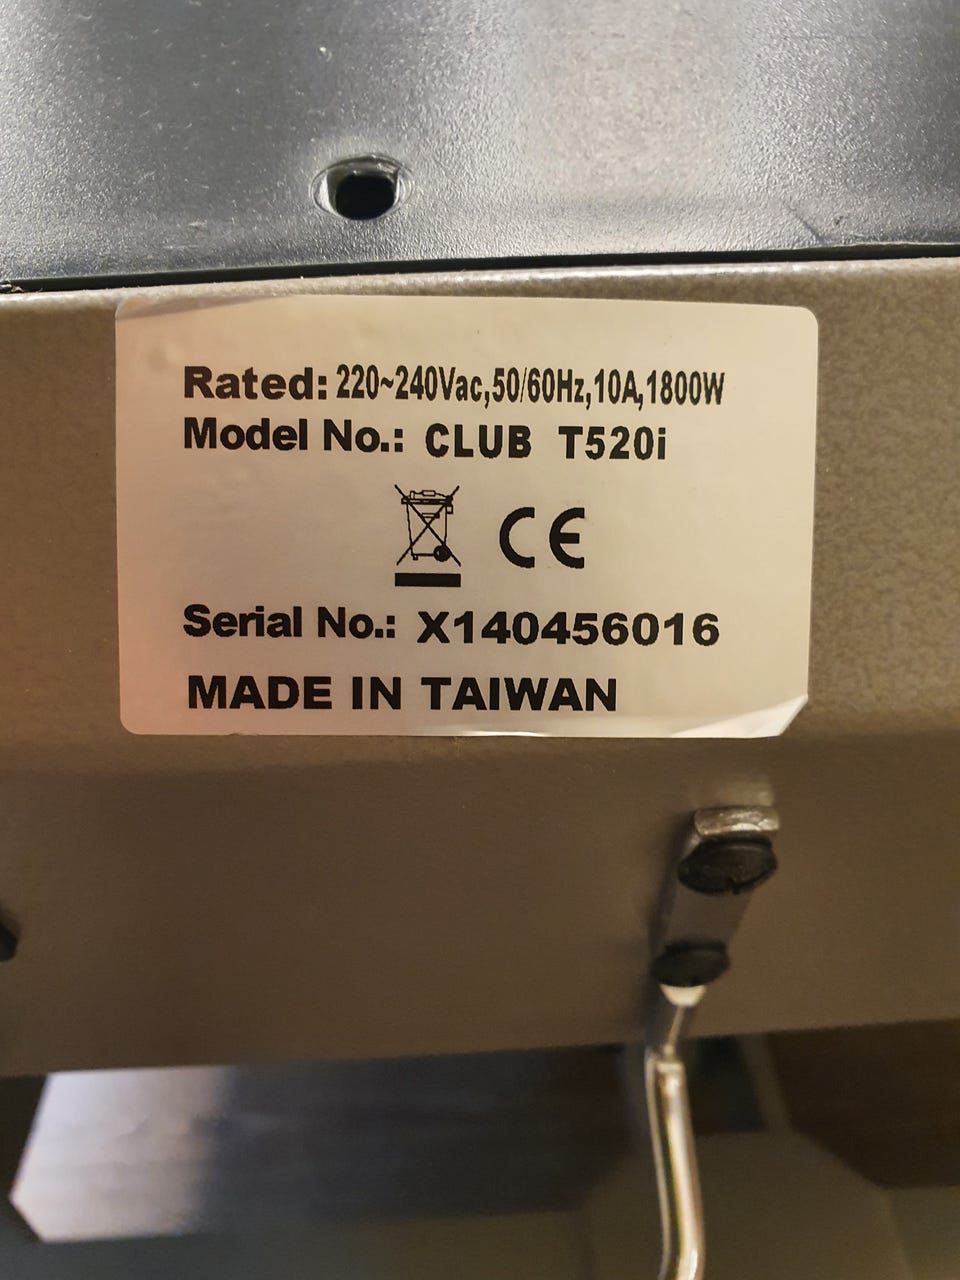 Rated: 220~240Vac,50/60Hz,10A,1800W
Model No.: CLUB T520i
CE
Serial No.: X140456016
MADE IN TAIWAN